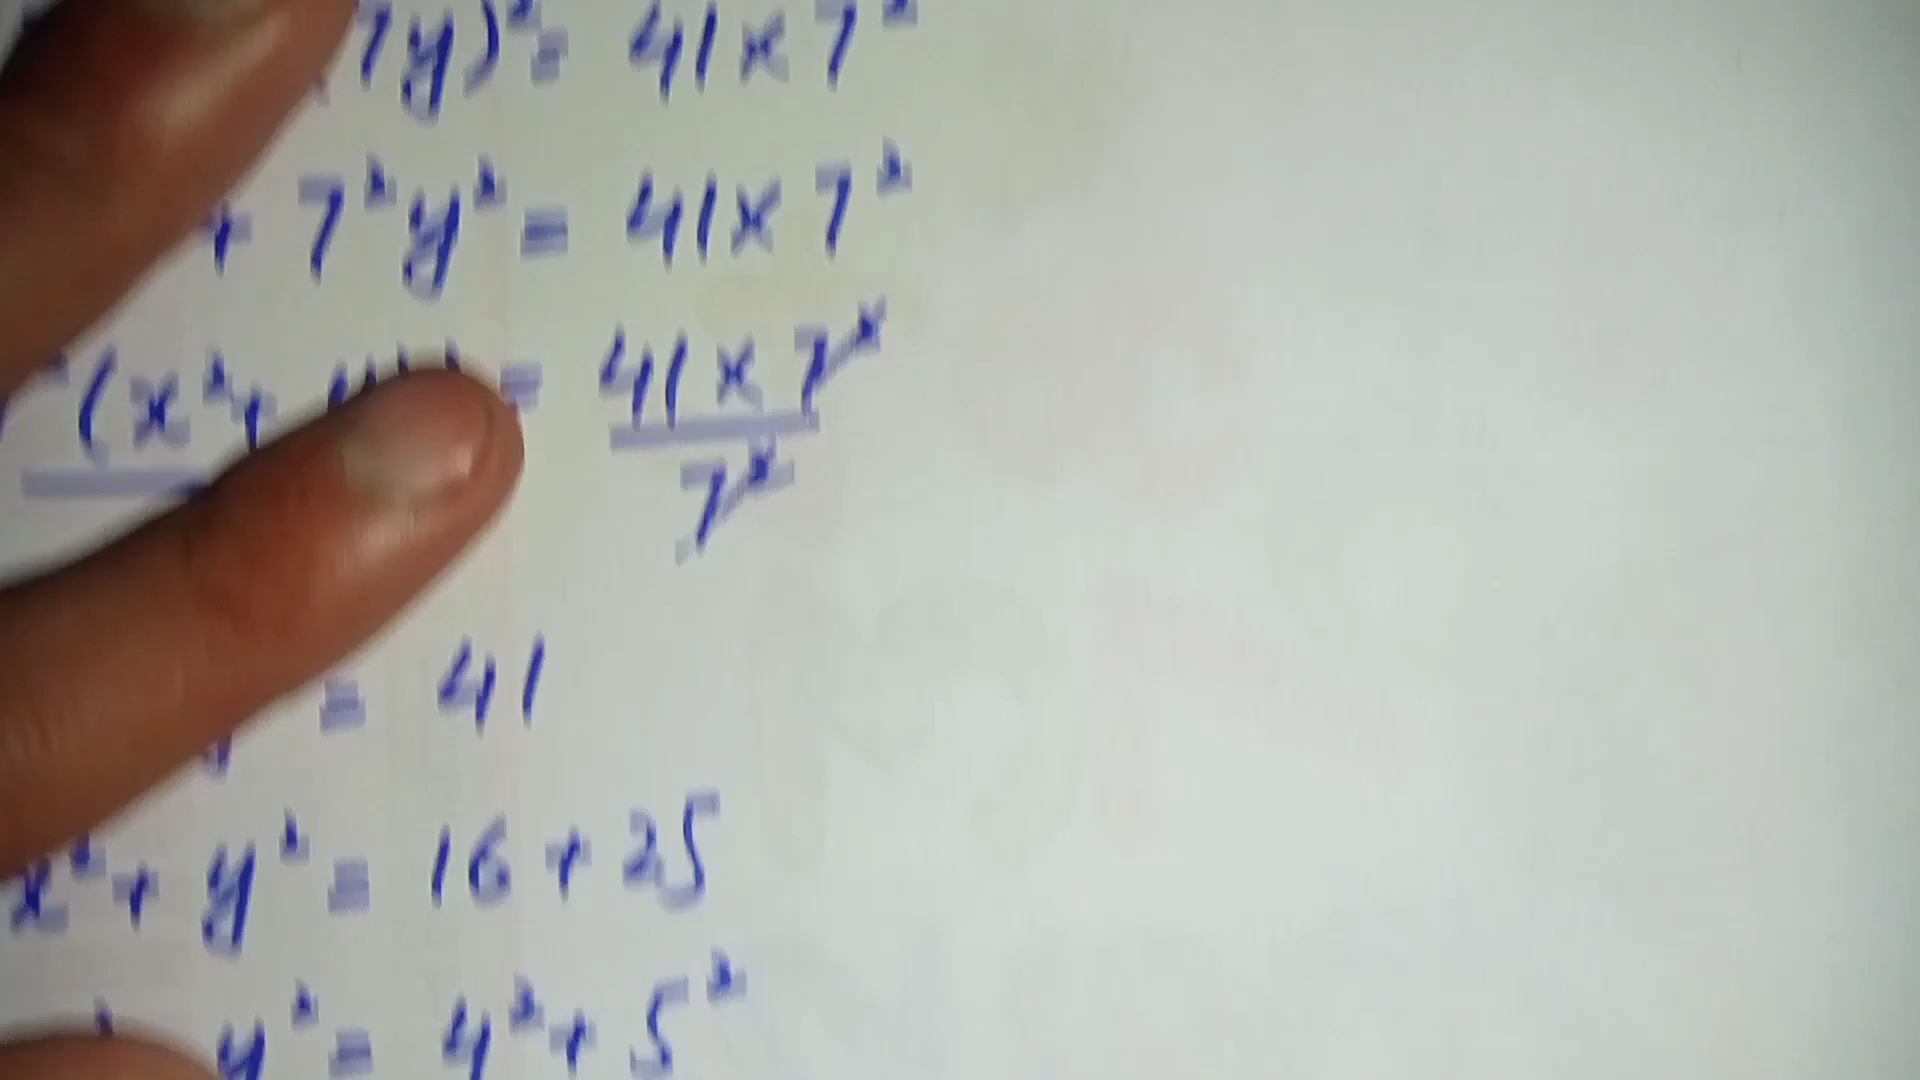 7y)² = 41 x 7²
+ 7²y² = 41 x 7²
(x² + = 41 x 7²
7²
= 41
x² + y² = 16 + 25
y² = 4² + 5²